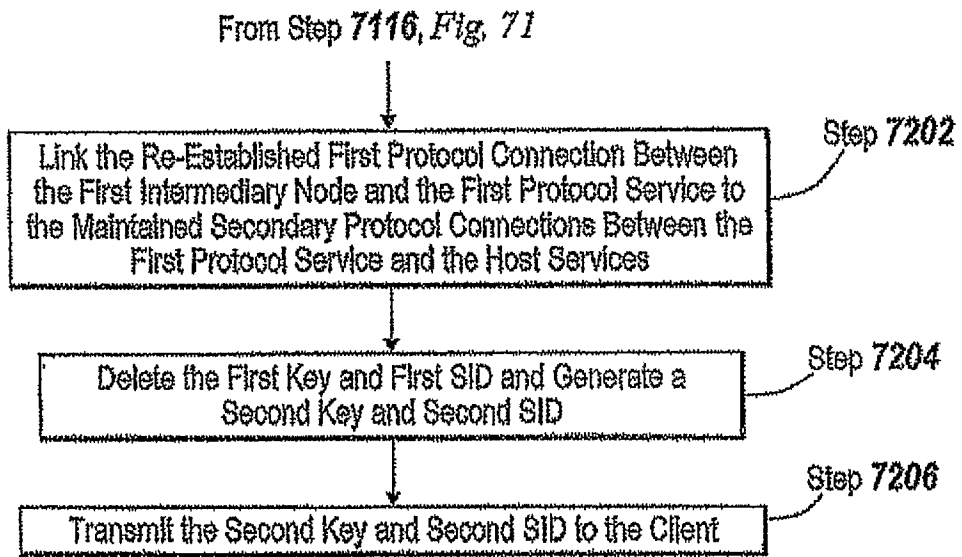 From Step 7116, Fig. 71
Step 7202
Link the Re-Established First Protocol Connection Between
the First Intermediary Node and the First Protocol Service to
the Maintained Secondary Protocol Connections Between the
First Protocol Service and the Host Services
Step 7204
Delete the First Key and First SID and Generate a
Second Key and Second SID
Step 7206
Transmit the Second Key and Second SID to the Client